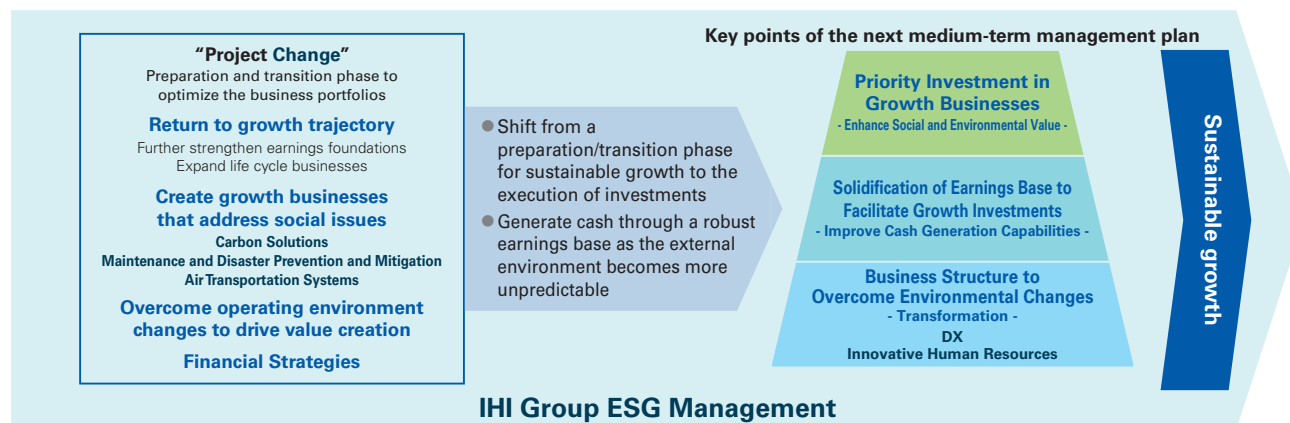 “Project Change”
Preparation and transition phase to
optimize the business portfolios
Return to growth trajectory
Further strengthen earnings foundations
Expand life cycle businesses
Create growth businesses
that address social issues
Carbon Solutions
Maintenance and Disaster Prevention and Mitigation
Air Transportation Systems
Overcome operating environment
changes to drive value creation
Financial Strategies
● Shift from a
preparation/transition phase
for sustainable growth to the
execution of investments
● Generate cash through a robust
earnings base as the external
environment becomes more
unpredictable
Key points of the next medium-term management plan
Priority Investment in
Growth Businesses
- Enhance Social and Environmental Value -
Solidification of Earnings Base to
Facilitate Growth Investments
- Improve Cash Generation Capabilities -
Business Structure to
Overcome Environmental Changes
- Transformation -
DX
Innovative Human Resources
Sustainable growth
IHI Group ESG Management